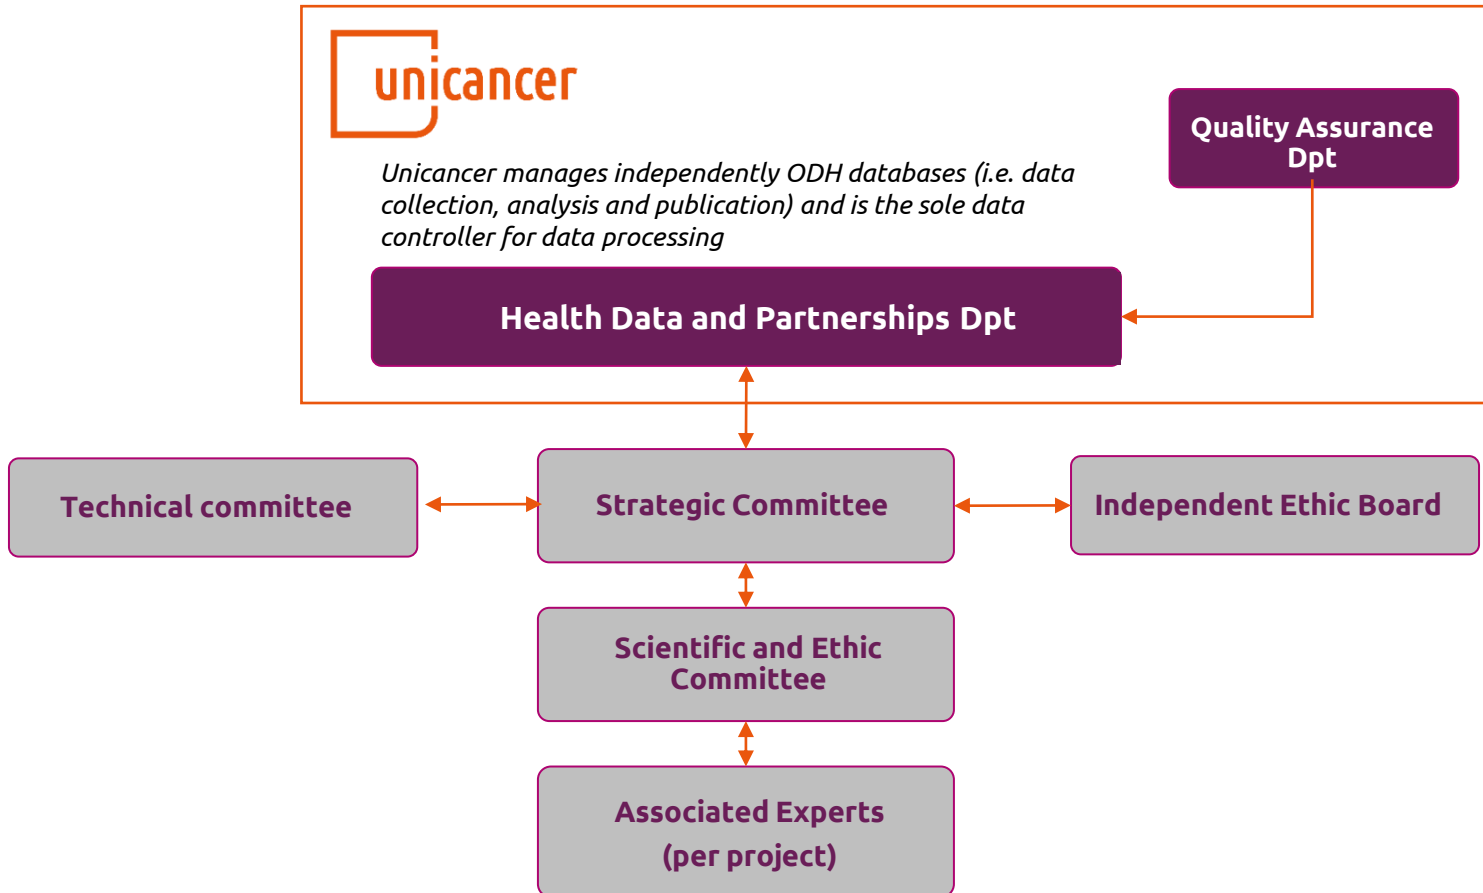 unicancer
Quality Assurance
Dpt
Unicancer manages independently ODH databases (i.e. data
collection, analysis and publication) and is the sole data
controller for data processing
Health Data and Partnerships Dpt
Technical committee
Strategic Committee
Independent Ethic Board
Scientific and Ethic
Committee
Associated Experts
(per project)